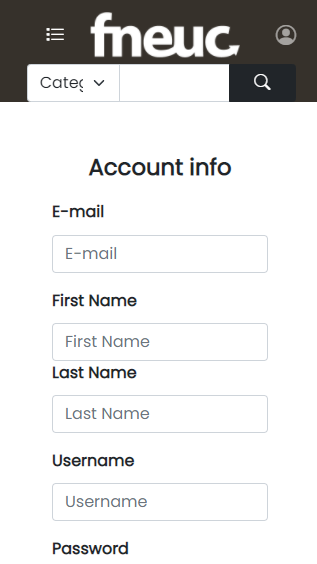 fneuc
Categ
Account info
E-mail
E-mail
First Name
First Name
Last Name
Last Name
Username
Username
Password